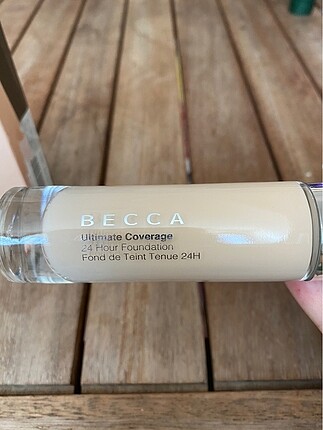 BECCA
Ultimate Coverage
24 Hour Foundation
Fond de Teint Tenue 24H